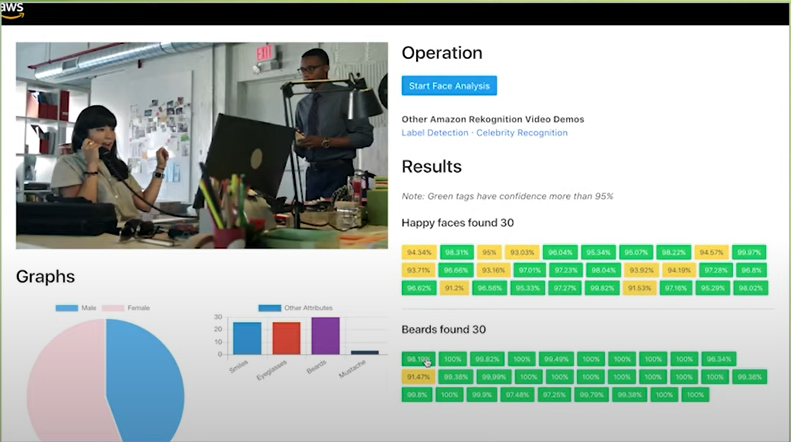 aws
EXIT
Operation
Start Face Analysis
Other Amazon Rekognition Video Demos
Label Detection · Celebrity Recognition
Results
Note: Green tags have confidence more than 95%
Happy faces found 30
94.34% 98.31% 95% 93.03% 96.04% 95.34% 95.07% 98.22% 94.57% 99.97%
93.71% 96.66% 93.16% 97.01% 97.23% 98.04% 93.92% 94.19% 97.28% 96.8%
96.62% 91.2% 96.56% 95.33% 97.27% 99.82% 91.53% 97.16% 95.29% 98.02%
Beards found 30
100% 99.82% 100% 99.49% 100% 100% 100% 100% 96.34%
91.47% 99.38% 99.99% 100% 100% 100% 100% 100% 100% 100% 99.36%
99.8% 100% 99.9% 97.48% 97.25% 99.79% 99.38% 100% 100%
Graphs
Male Female
Other Attributes
30
20
10
0
Smiles Eyeglasses Beards Mustache